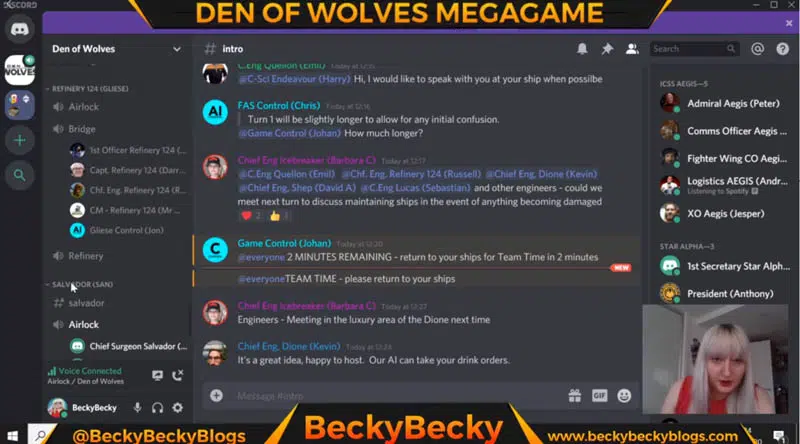 DISCORD
DEN OF WOLVES MEGAGAME
Den of Wolves
# intro
Search
REFINERY 124 (GLIESE)
Airlock
Bridge
1st Officer Refinery 124 (...
Capt. Refinery 124 (Darr...
Chf. Eng. Refinery 124 (R...
CM - Refinery 124 (Mr ...
Gliese Control (Jon)
Refinery
SALVADOR (SAN)
# salvador
Airlock
Chief Surgeon Salvador (...
Voice Connected
Airlock / Den of Wolves
BeckyBecky
C.Eng Quellon (Emil) Today at 12:15
@C-Sci Endeavour (Harry) Hi, I would like to speak with you at your ship when possilbe
FAS Control (Chris) Today at 12:16
Turn 1 will be slightly longer to allow for any initial confusion.
@Game Control (Johan) How much longer?
Chief Eng Icebreaker (Barbara C) Today at 12:17
@C.Eng Quellon (Emil) @Chf. Eng. Refinery 124 (Russell) @Chief Eng, Dione (Kevin)
@Chief Eng, Shep (David A) @C.Eng Lucas (Sebastian) and other engineers - could we
meet next turn to discuss maintaining ships in the event of anything becoming damaged
2
Game Control (Johan) Today at 12:20
@everyone 2 MINUTES REMAINING - return to your ships for Team Time in 2 minutes
NEW
@everyoneTEAM TIME - please return to your ships
Chief Eng Icebreaker (Barbara C) Today at 12:27
Engineers - Meeting in the luxury area of the Dione next time
Chief Eng, Dione (Kevin) Today at 12:28
It's a great idea, happy to host. Our AI can take your drink orders.
Message #intro
GIF
ICSS AEGIS—5
Admiral Aegis (Peter)
Comms Officer Aegis ...
Fighter Wing CO Aegi...
Logistics AEGIS (Andr...
Listening to Spotify
XO Aegis (Jesper)
STAR ALPHA—3
1st Secretary Star Alph...
President (Anthony)
@BeckyBeckyBlogs
BeckyBecky
www.beckybeckyblogs.com